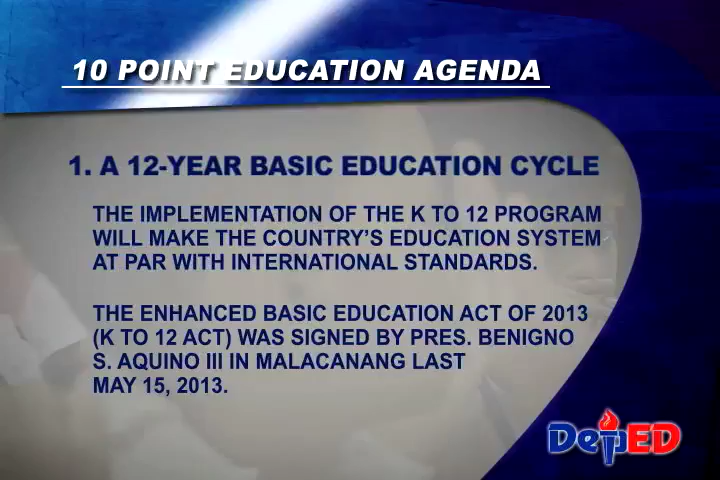 10 POINT EDUCATION AGENDA
1. A 12-YEAR BASIC EDUCATION CYCLE
THE IMPLEMENTATION OF THE K TO 12 PROGRAM
WILL MAKE THE COUNTRY'S EDUCATION SYSTEM
AT PAR WITH INTERNATIONAL STANDARDS.
THE ENHANCED BASIC EDUCATION ACT OF 2013
(K TO 12 ACT) WAS SIGNED BY PRES. BENIGNO
S. AQUINO III IN MALACANANG LAST
MAY 15, 2013.
DepED